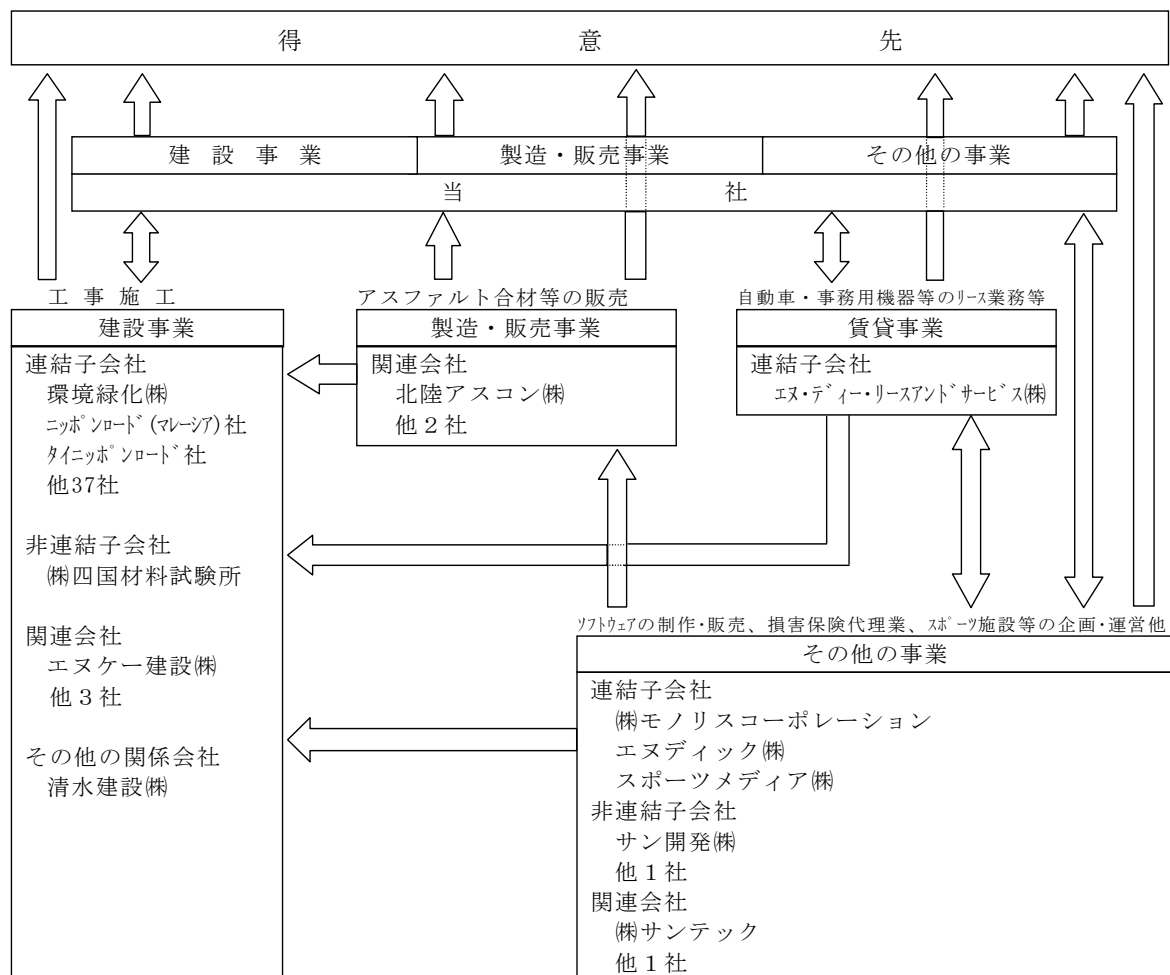 得意先
建設事業
製造・販売事業
その他の事業
当社
工事施工
建設事業
連結子会社
環境緑化㈱
ニッポンロード(マレーシア)社
タイニッポンロード社
他37社
非連結子会社
㈱四国材料試験所
関連会社
エヌケー建設㈱
他３社
その他の関係会社
清水建設㈱
アスファルト合材等の販売
製造・販売事業
関連会社
北陸アスコン㈱
他２社
自動車・事務用機器等のリース業務等
賃貸事業
連結子会社
エヌ・ディー・リースアンドサービス㈱
ソフトウェアの制作・販売、損害保険代理業、スポーツ施設等の企画・運営他
その他の事業
連結子会社
㈱モノリスコーポレーション
エヌディック㈱
スポーツメディア㈱
非連結子会社
サン開発㈱
他１社
関連会社
㈱サンテック
他１社